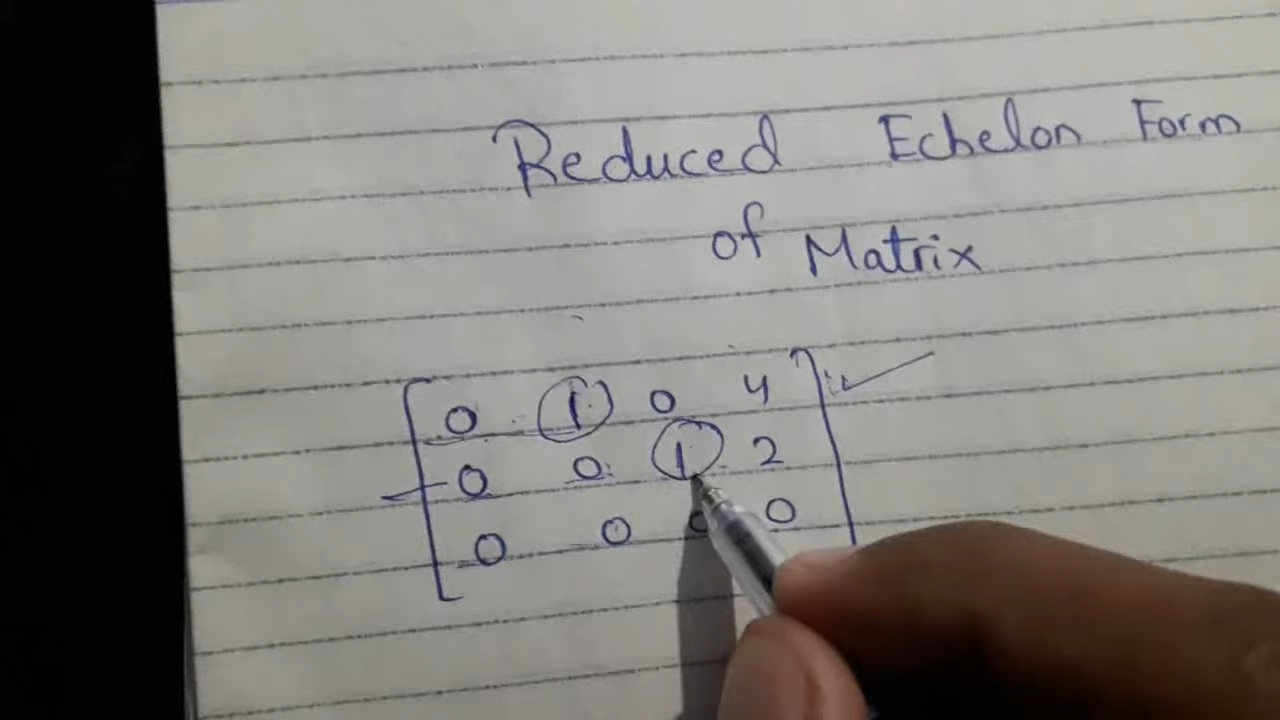 Reduced Echelon Form
of Matrix
0 1 0 4
0 0 1 2
0 0 0 0